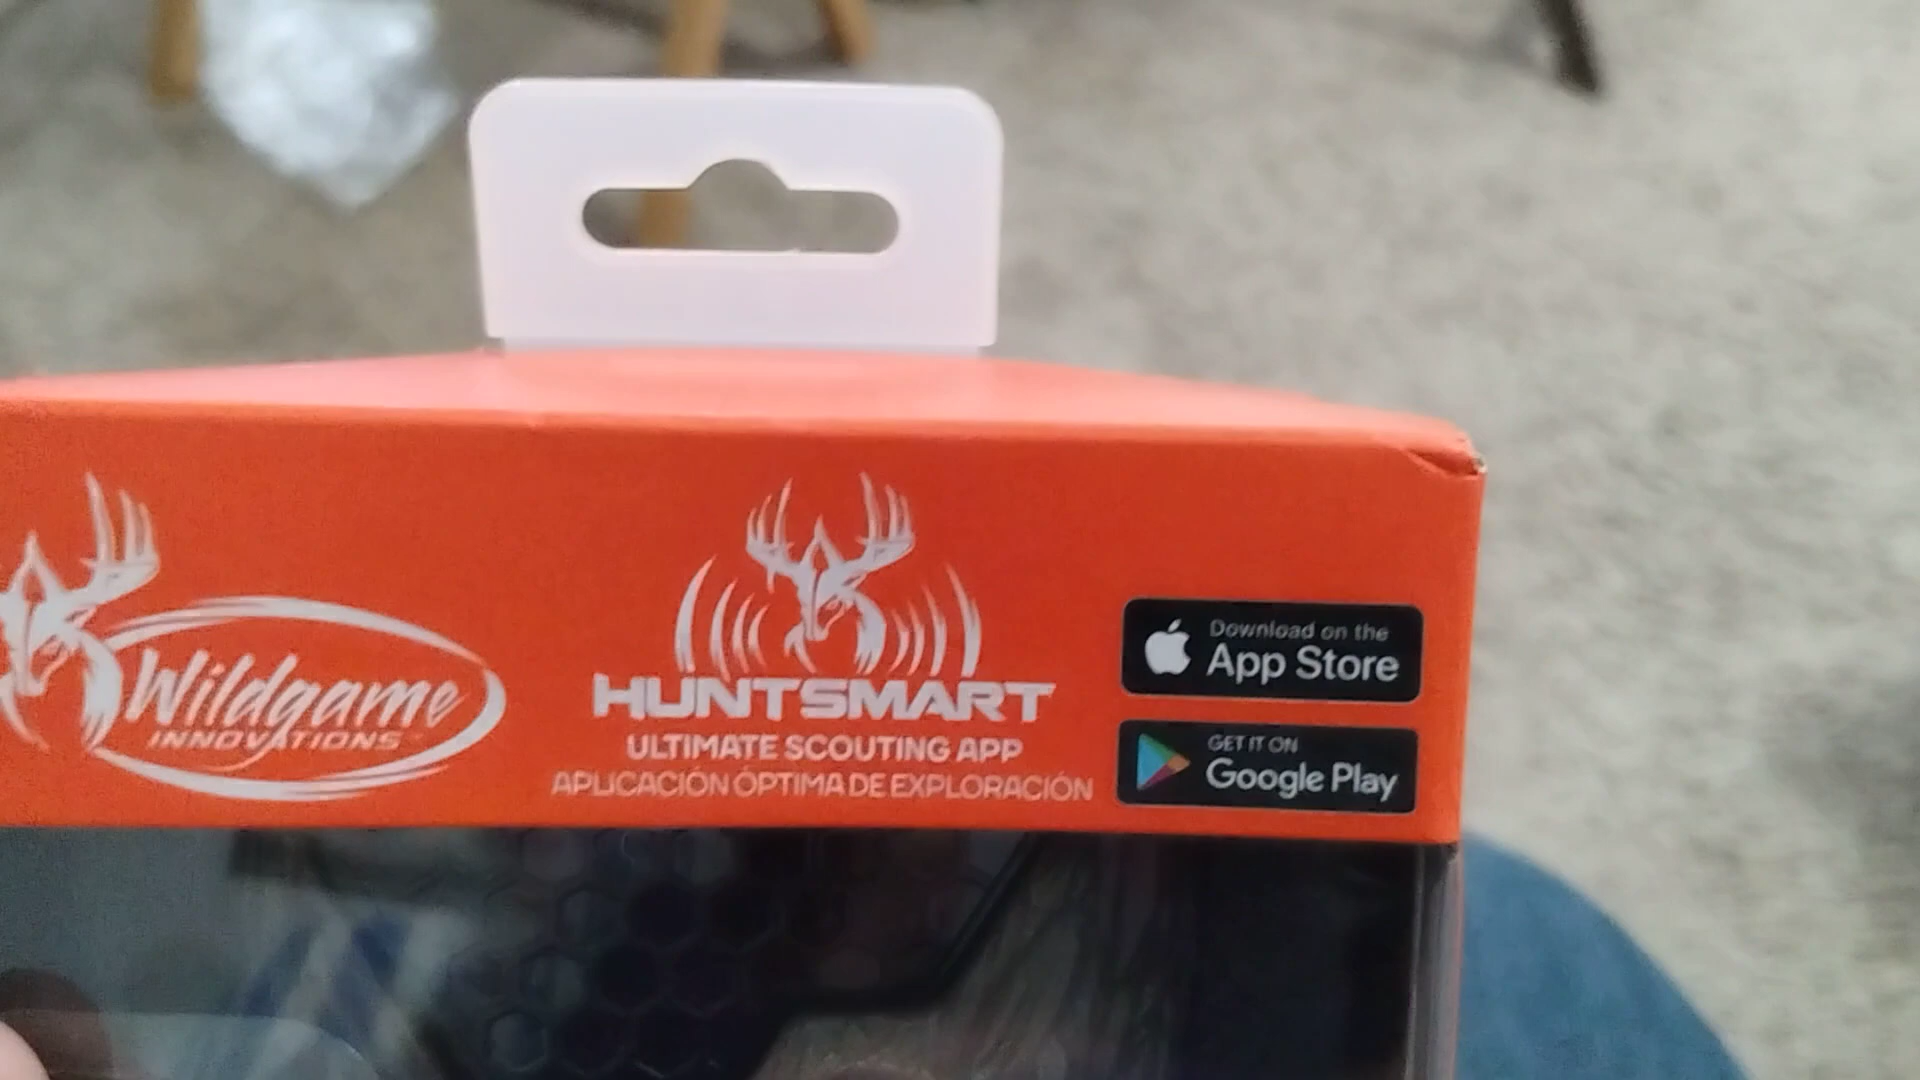 Wildgame
INNOVATIONS
HUNTSMART
ULTIMATE SCOUTING APP
APLICACIÓN ÓPTIMA DE EXPLORACIÓN
Download on the
App Store
GET IT ON
Google Play